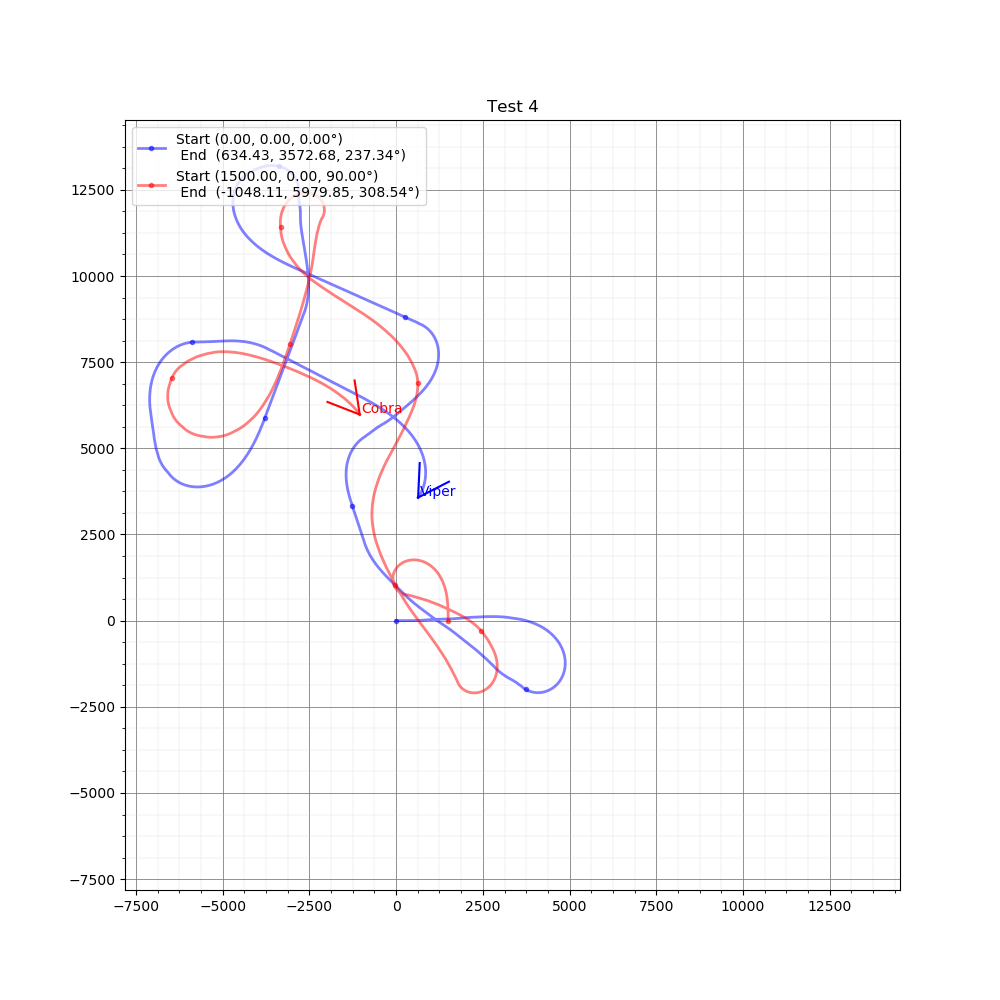 Test 4
Start (0.00, 0.00, 0.00°)
End (634.43, 3572.68, 237.34°)
Start (1500.00, 0.00, 90.00°)
End (-1048.11, 5979.85, 308.54°)
12500
10000
7500
Cobra
5000
Viper
2500
0
−2500
−5000
−7500
−7500 −5000 −2500 0 2500 5000 7500 10000 12500